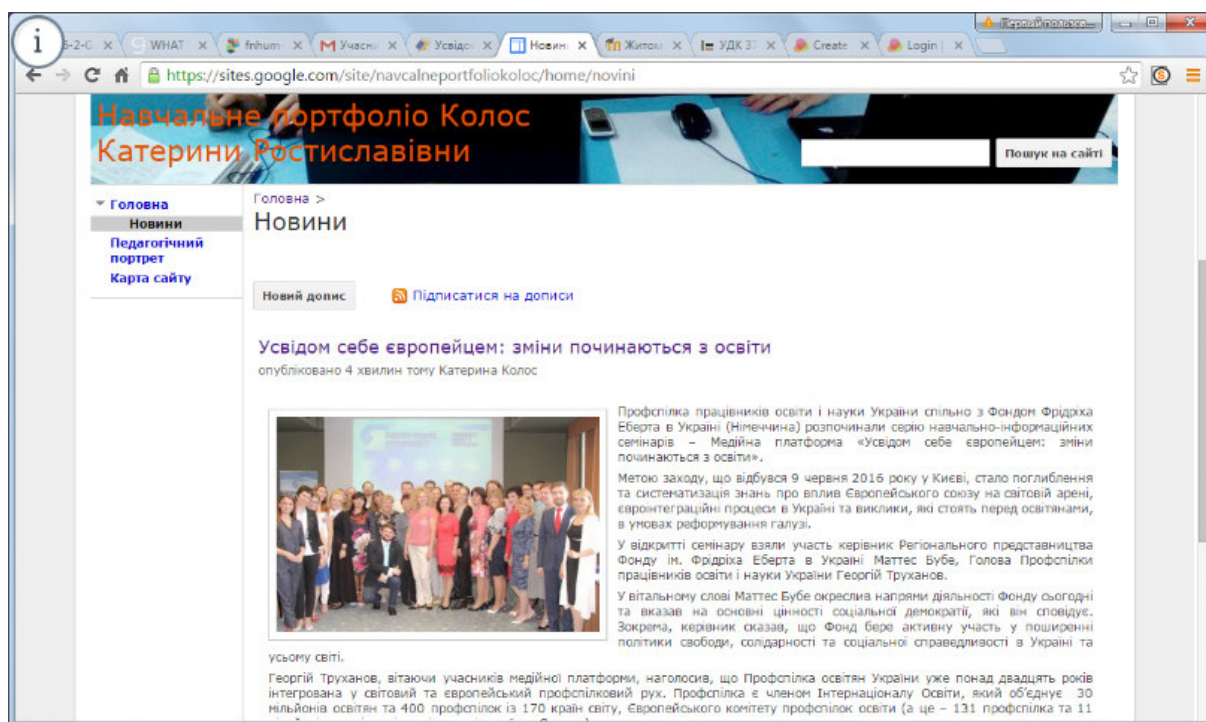 i
WHAT
fnhum
Учасни
Усвідо
Новин
Житом
УДК 37
Create
Login |
https://sites.google.com/site/navcalneportfoliokoloc/home/novini
Навчальне портфоліо Колос
Катерини Ростиславівни
Пошук на сайті
Головна
Новини
Педагогічний
портрет
Карта сайту
Головна >
Новини
Новий допис
Підписатися на дописи
Усвідом себе європейцем: зміни починаються з освіти
опубліковано 4 хвилин тому Катерина Колос
Профспілка працівників освіти і науки України спільно з Фондом Фрідріха
Еберта в Україні (Німеччина) розпочинали серію навчально-інформаційних
семінарів – Медійна платформа «Усвідом себе європейцем: зміни
починаються з освіти».
Метою заходу, що відбувся 9 червня 2016 року у Києві, стало поглиблення
та систематизація знань про вплив Європейського союзу на світовій арені,
євроінтеграційні процеси в Україні та виклики, які стоять перед освітянами,
в умовах реформування галузі.
У відкритті семінару взяли участь керівник Регіонального представництва
Фонду ім. Фрідріха Еберта в Україні Маттес Бубе, Голова Профспілки
працівників освіти і науки України Георгій Труханов.
У вітальному слові Маттес Бубе окреслив напрями діяльності Фонду сьогодні
та вказав на основні цінності соціальної демократії, які він сповідує.
Зокрема, керівник сказав, що Фонд бере активну участь у поширенні
політики свободи, солідарності та соціальної справедливості в Україні та
усьому світі.
Георгій Труханов, вітаючи учасників медійної платформи, наголосив, що Профспілка освітян України уже понад двадцять років
інтегрована у світовий та європейський профспілковий рух. Профспілка є членом Інтернаціоналу Освіти, який об'єднує 30
мільйонів освітян та 400 профспілок із 170 країн світу, Європейського комітету профспілок освіти (а це – 131 профспілка та 11